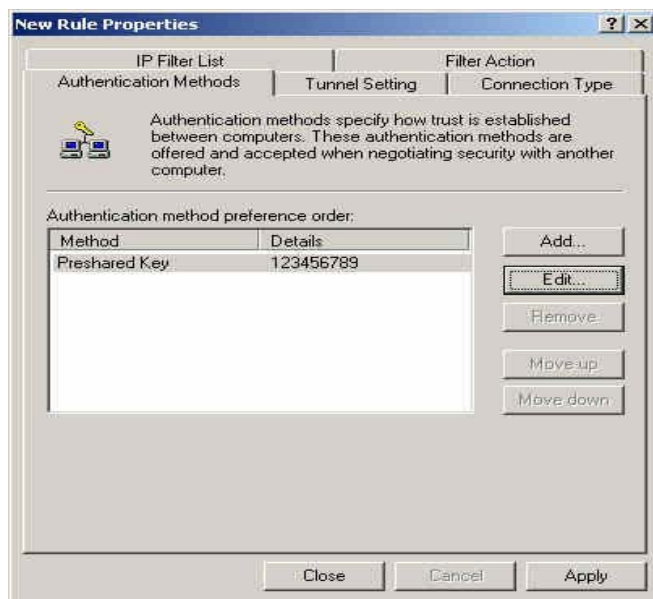 New Rule Properties
IP Filter List
Filter Action
Authentication Methods
Tunnel Setting
Connection Type
Authentication methods specify how trust is established
between computers. These authentication methods are
offered and accepted when negotiating security with another
computer.
Authentication method preference order:
Method Details
Preshared Key 123456789
Add...
Edit...
Remove
Move up
Move down
Close
Cancel
Apply